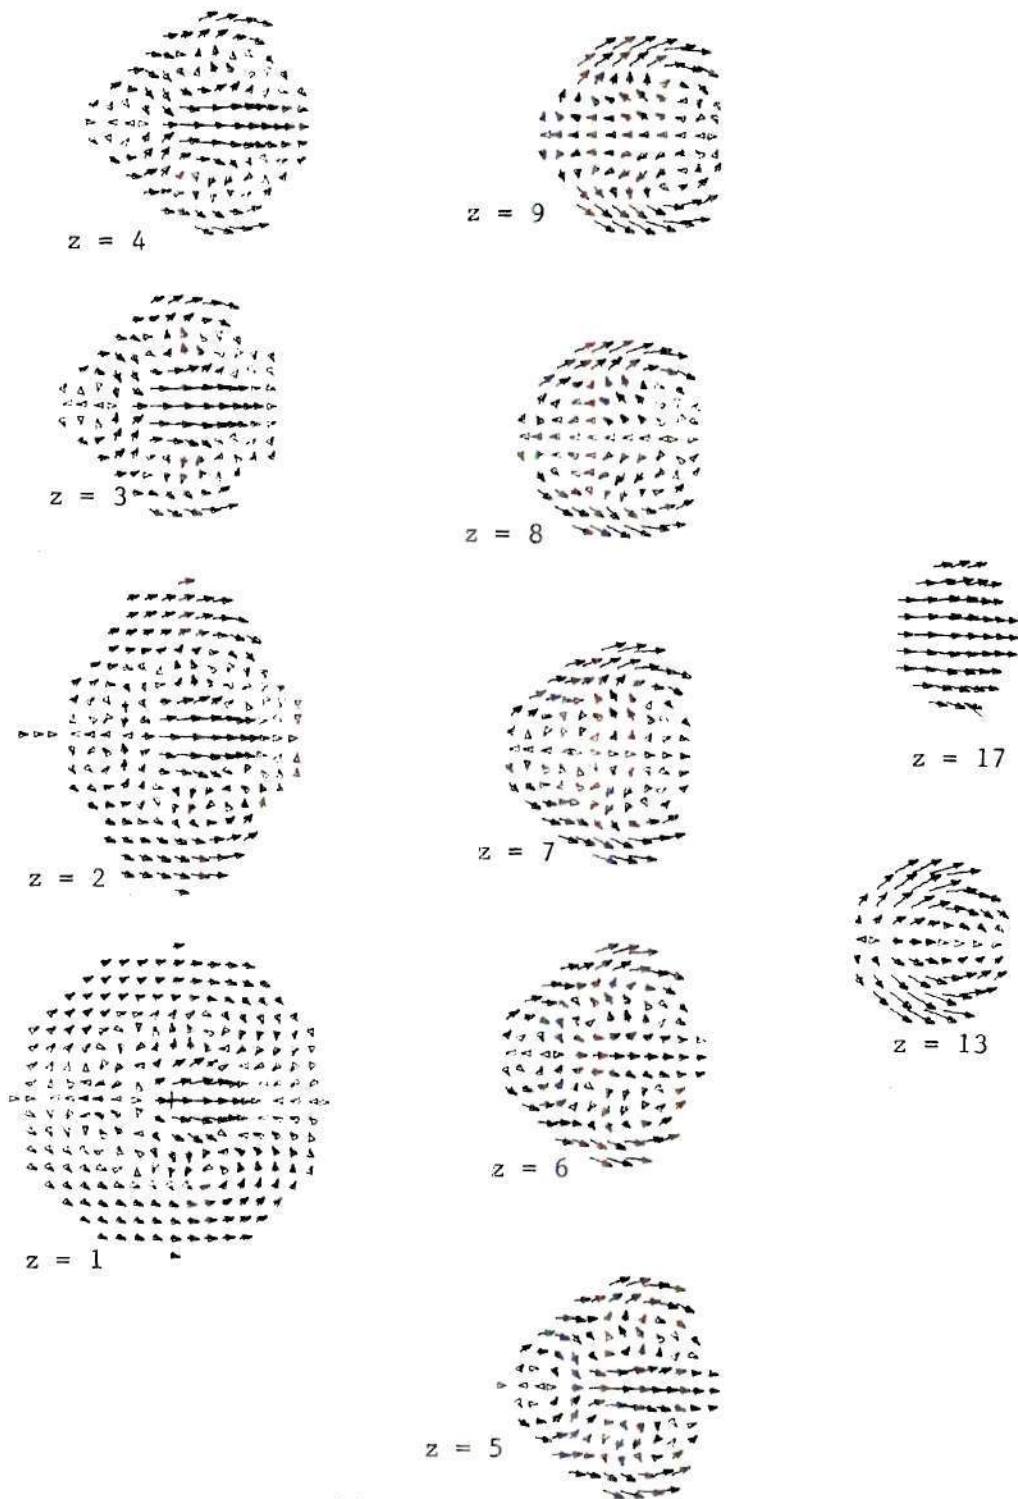 z = 4
z = 3
z = 2
z = 1
z = 9
z = 8
z = 7
z = 6
z = 5
z = 17
z = 13